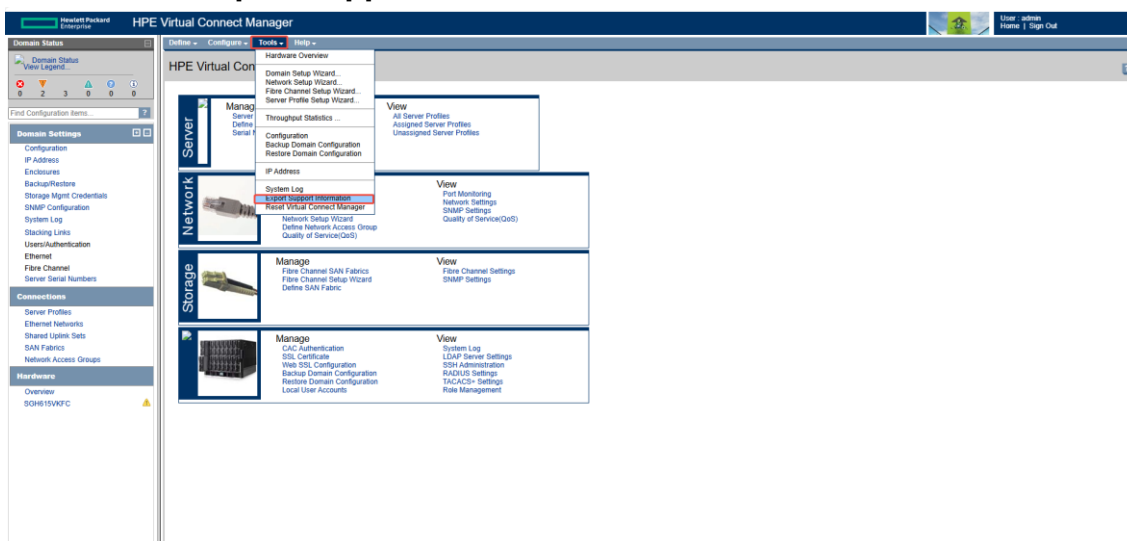 Hewlett Packard
Enterprise
HPE Virtual Connect Manager
User : admin
Home | Sign Out
Domain Status
Define Configure Tools Help
Domain Status
View Legend...
0 2 3 0 0 0
Find Configuration items...
?
Domain Settings
Configuration
IP Address
Enclosures
Backup/Restore
Storage Mgmt Credentials
SNMP Configuration
System Log
Stacking Links
Users/Authentication
Ethernet
Fibre Channel
Server Serial Numbers
Connections
Server Profiles
Ethernet Networks
Shared Uplink Sets
SAN Fabrics
Network Access Groups
Hardware
Overview
SGH615VKFC
HPE Virtual Con
Hardware Overview
Domain Setup Wizard...
Network Setup Wizard...
Fibre Channel Setup Wizard...
Server Profile Setup Wizard...
Throughput Statistics ...
Configuration
Backup Domain Configuration
Restore Domain Configuration
IP Address
System Log
Export Support Information
Reset Virtual Connect Manager
Server
Manag
Server
Define
Serial
View
All Server Profiles
Assigned Server Profiles
Unassigned Server Profiles
Network
Network Setup Wizard
Define Network Access Group
Quality of Service(QoS)
View
Port Monitoring
Network Settings
SNMP Settings
Quality of Service(QoS)
Storage
Manage
Fibre Channel SAN Fabrics
Fibre Channel Setup Wizard
Define SAN Fabric
View
Fibre Channel Settings
SNMP Settings
Manage
CAC Authentication
SSL Certificate
Web SSL Configuration
Backup Domain Configuration
Restore Domain Configuration
Local User Accounts
View
System Log
LDAP Server Settings
SSH Administration
RADIUS Settings
TACACS+ Settings
Role Management